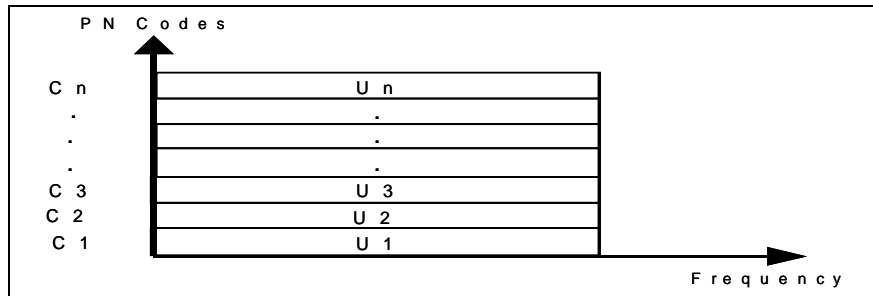 PN Codes
Cn Un
. .
. .
. .
C3 U3
C2 U2
C1 U1
Frequency